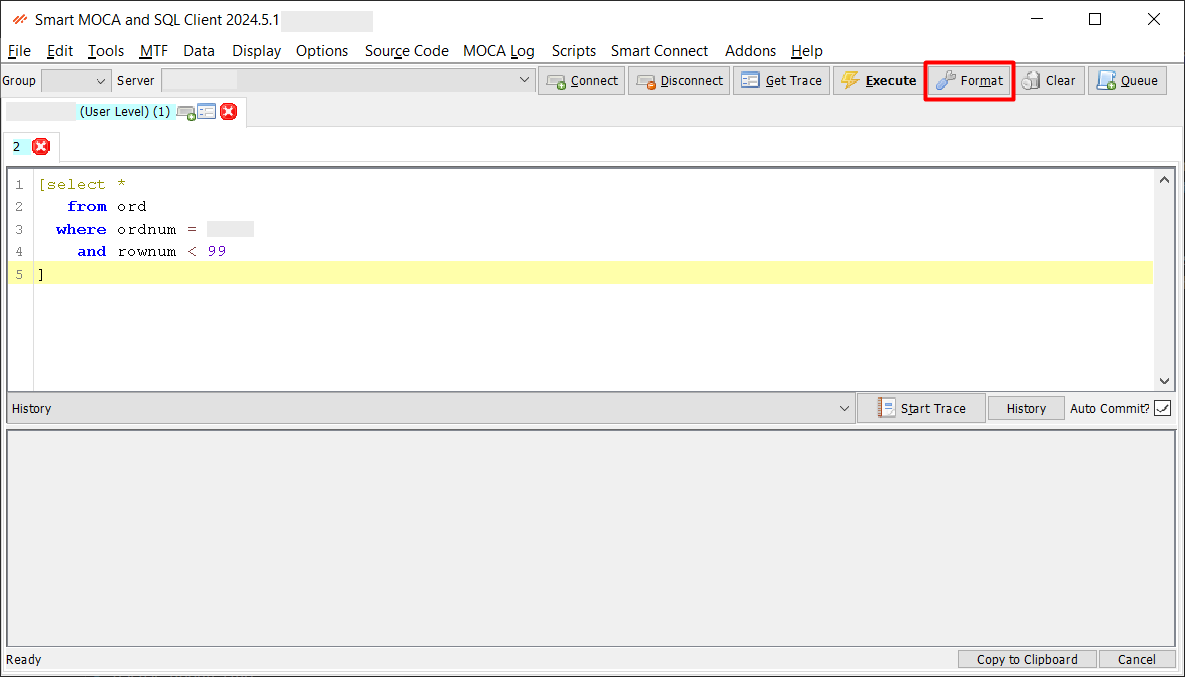 Smart MOCA and SQL Client 2024.5.1
File Edit Tools MTF Data Display Options Source Code MOCA Log Scripts Smart Connect Addons Help
Group Server Connect Disconnect Get Trace Execute Format Clear Queue
(User Level) (1)
2
1 [select *
2 from ord
3 where ordnum =
4 and rownum < 99
5 ]
History Start Trace History Auto Commit?
Ready Copy to Clipboard Cancel